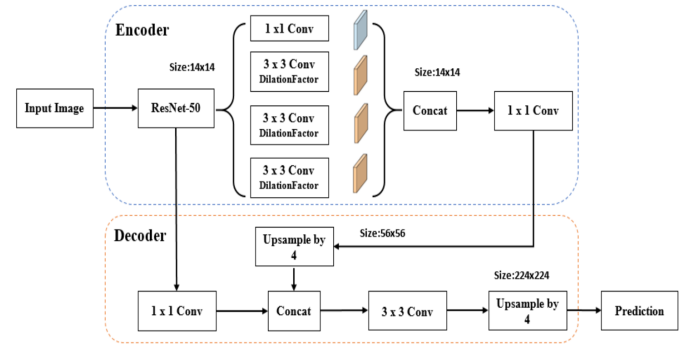 Encoder
1 x1 Conv
Size:14x14
3 x 3 Conv
DilationFactor
Size:14x14
Input Image
ResNet-50
3 x 3 Conv
DilationFactor
Concat
1 x 1 Conv
3 x 3 Conv
DilationFactor
Decoder
Upsample by
4
Size:56x56
Size:224x224
1 x 1 Conv
Concat
3 x 3 Conv
Upsample by
4
Prediction